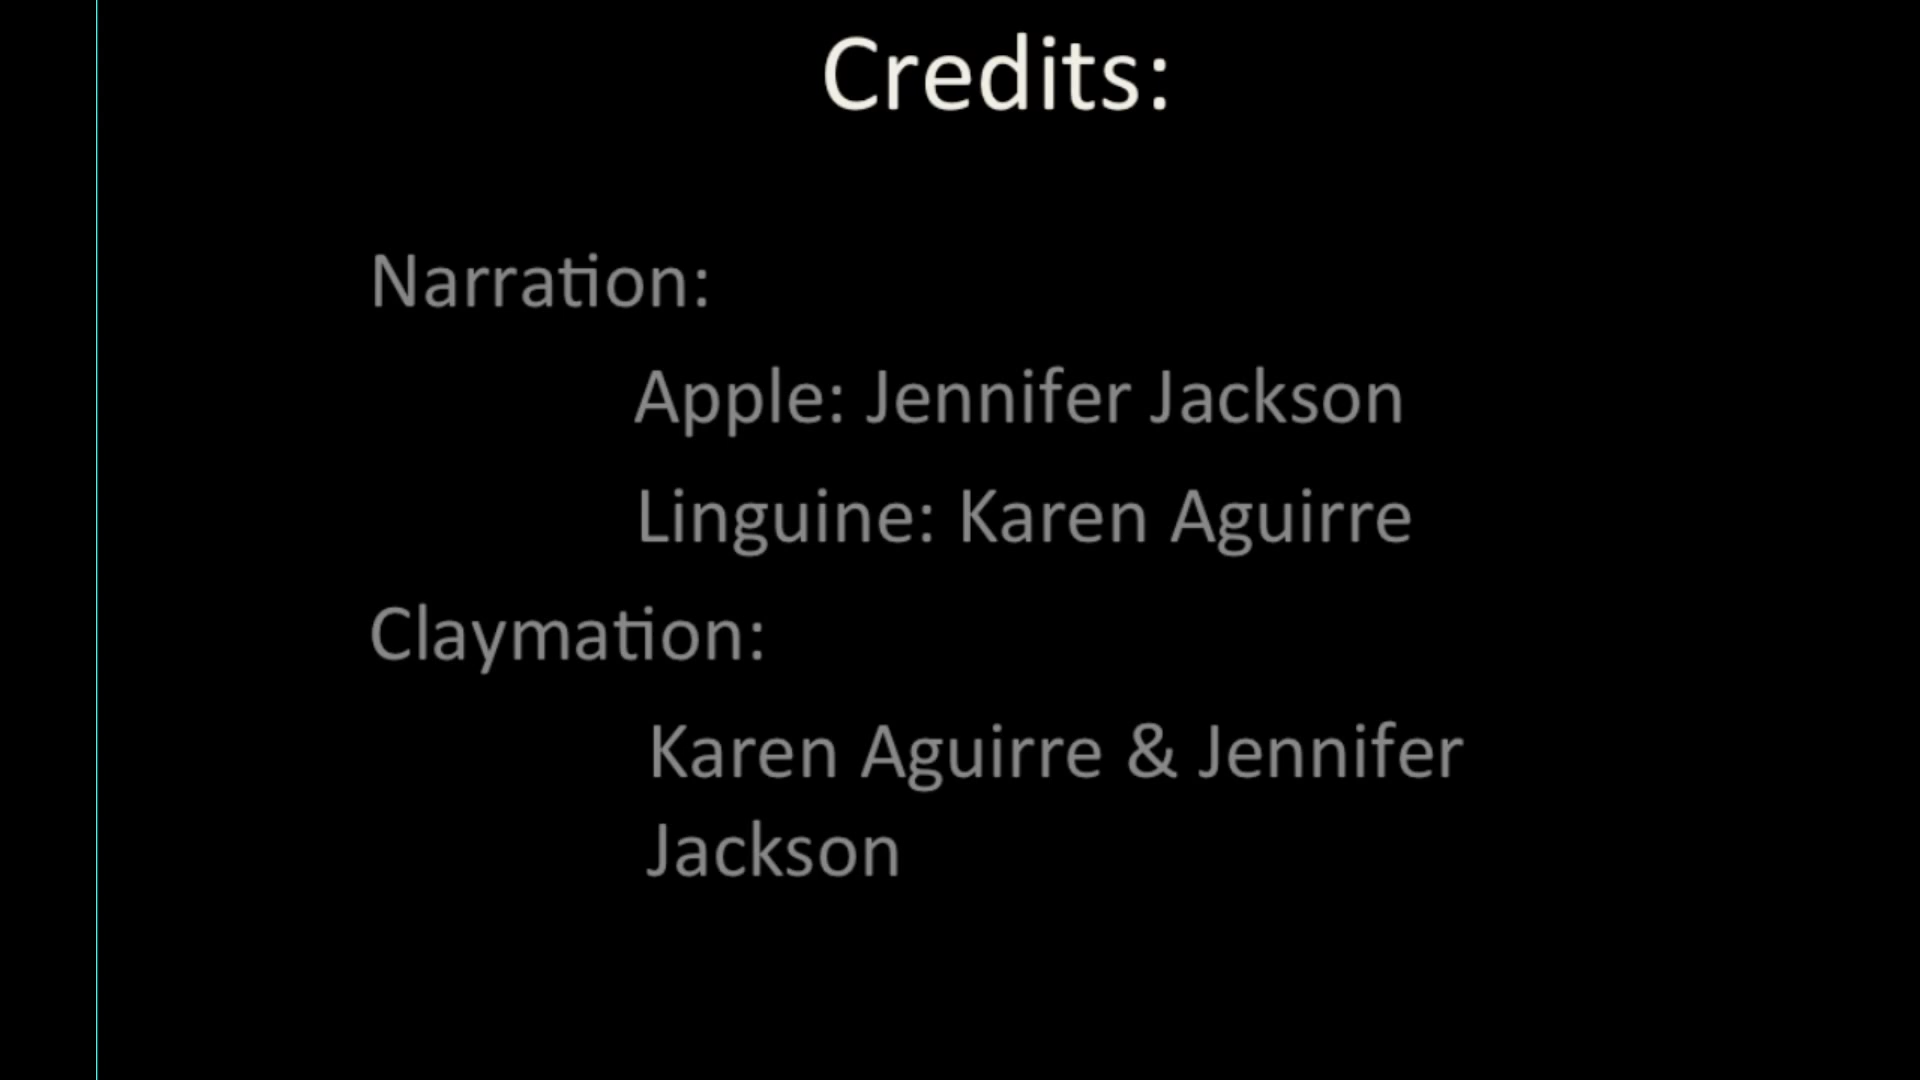 Credits:
Narration:
Apple: Jennifer Jackson
Linguine: Karen Aguirre
Claymation:
Karen Aguirre & Jennifer
Jackson